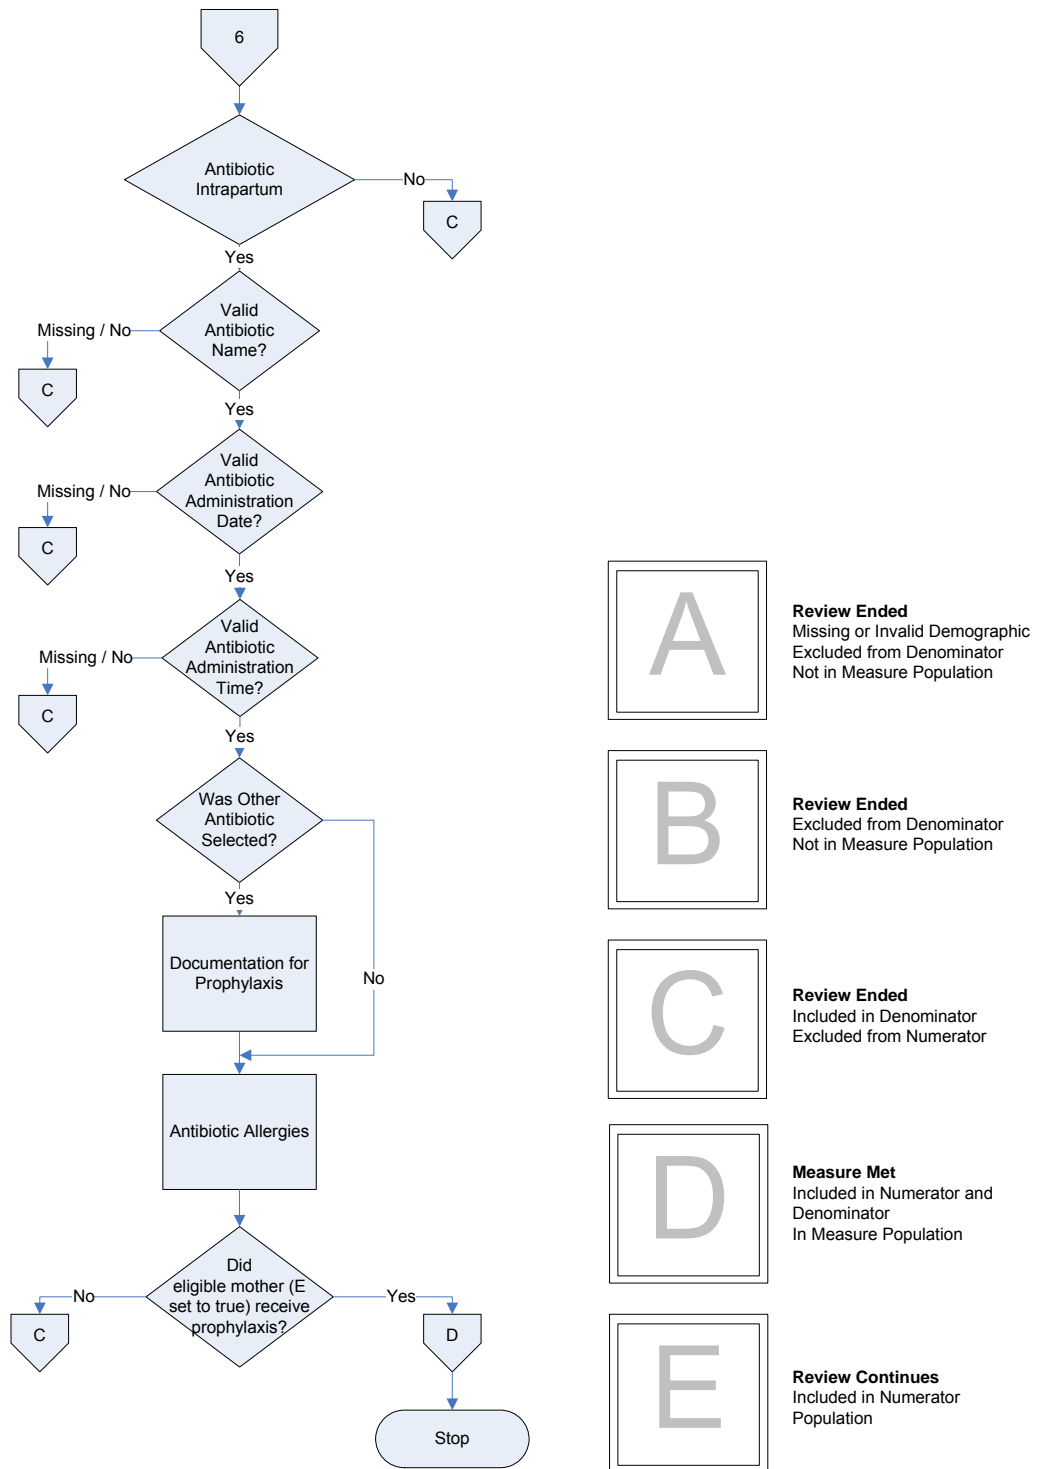 6
Antibiotic
Intrapartum
No
C
Yes
Valid
Antibiotic
Name?
Missing / No
C
Yes
Valid
Antibiotic
Administration
Date?
Missing / No
C
Yes
Valid
Antibiotic
Administration
Time?
Missing / No
C
Yes
Was Other
Antibiotic
Selected?
Yes
No
Documentation for
Prophylaxis
Antibiotic Allergies
Did
eligible mother (E
set to true) receive
prophylaxis?
No
C
Yes
D
Stop
A
Review Ended
Missing or Invalid Demographic
Excluded from Denominator
Not in Measure Population
B
Review Ended
Excluded from Denominator
Not in Measure Population
C
Review Ended
Included in Denominator
Excluded from Numerator
D
Measure Met
Included in Numerator and
Denominator
In Measure Population
E
Review Continues
Included in Numerator
Population